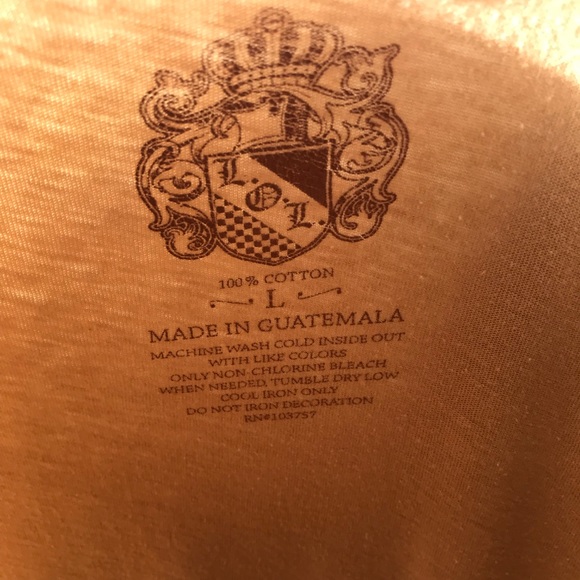 L.O.L.
100% COTTON
L
MADE IN GUATEMALA
MACHINE WASH COLD INSIDE OUT
WITH LIKE COLORS
ONLY NON-CHLORINE BLEACH
WHEN NEEDED, TUMBLE DRY LOW
COOL IRON ONLY
DO NOT IRON DECORATION
RN#103757